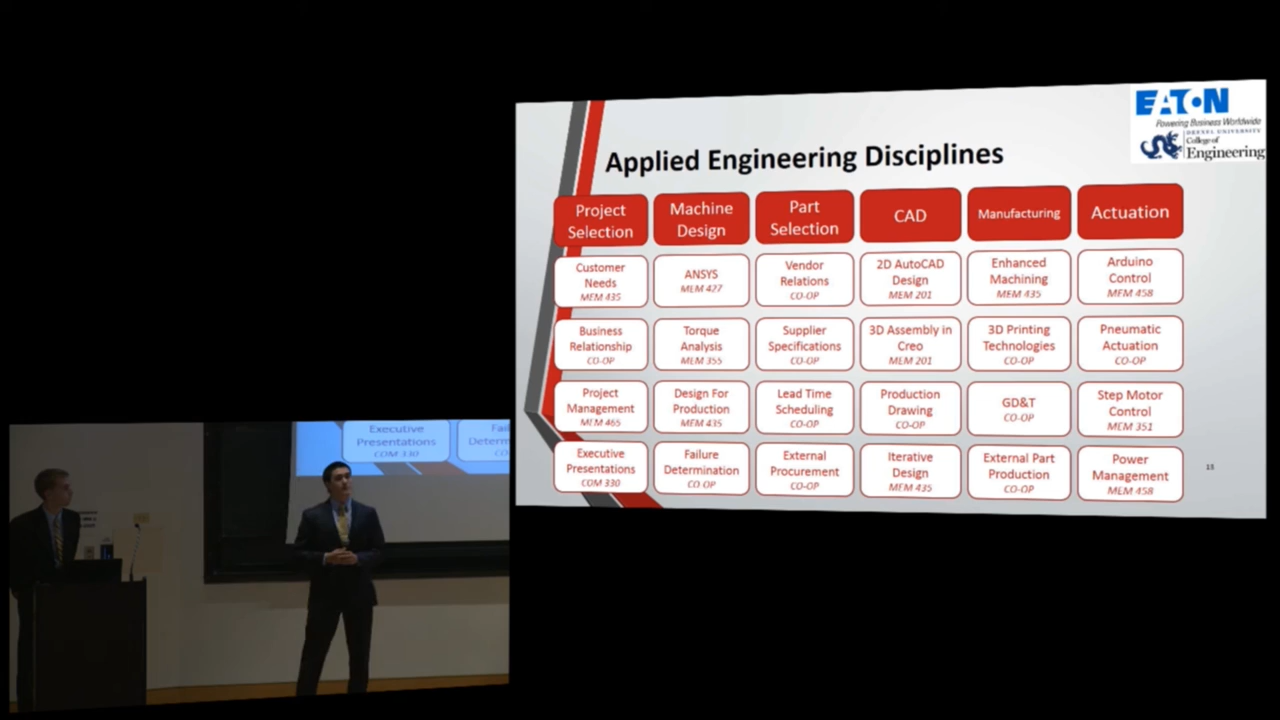 EATON
Powering Business Worldwide
DREXEL UNIVERSITY
College of
Engineering
Applied Engineering Disciplines
Project
Selection
Machine
Design
Part
Selection
CAD
Manufacturing
Actuation
Customer
Needs
MEM 435
ANSYS
MEM 427
Vendor
Relations
CO-OP
2D AutoCAD
Design
MEM 201
Enhanced
Machining
MEM 435
Arduino
Control
MEM 458
Business
Relationship
CO-OP
Torque
Analysis
MEM 355
Supplier
Specifications
CO-OP
3D Assembly in
Creo
MEM 201
3D Printing
Technologies
CO-OP
Pneumatic
Actuation
CO-OP
Project
Management
MEM 465
Design For
Production
MEM 435
Lead Time
Scheduling
CO-OP
Production
Drawing
CO-OP
GD&T
CO-OP
Step Motor
Control
MEM 351
Executive
Presentations
COM 330
Failure
Determination
CO-OP
External
Procurement
CO-OP
Iterative
Design
MEM 435
External Part
Production
CO-OP
Power
Management
MEM 458
13
Executive
Presentations
COM 330
Fai
Determ
CO-